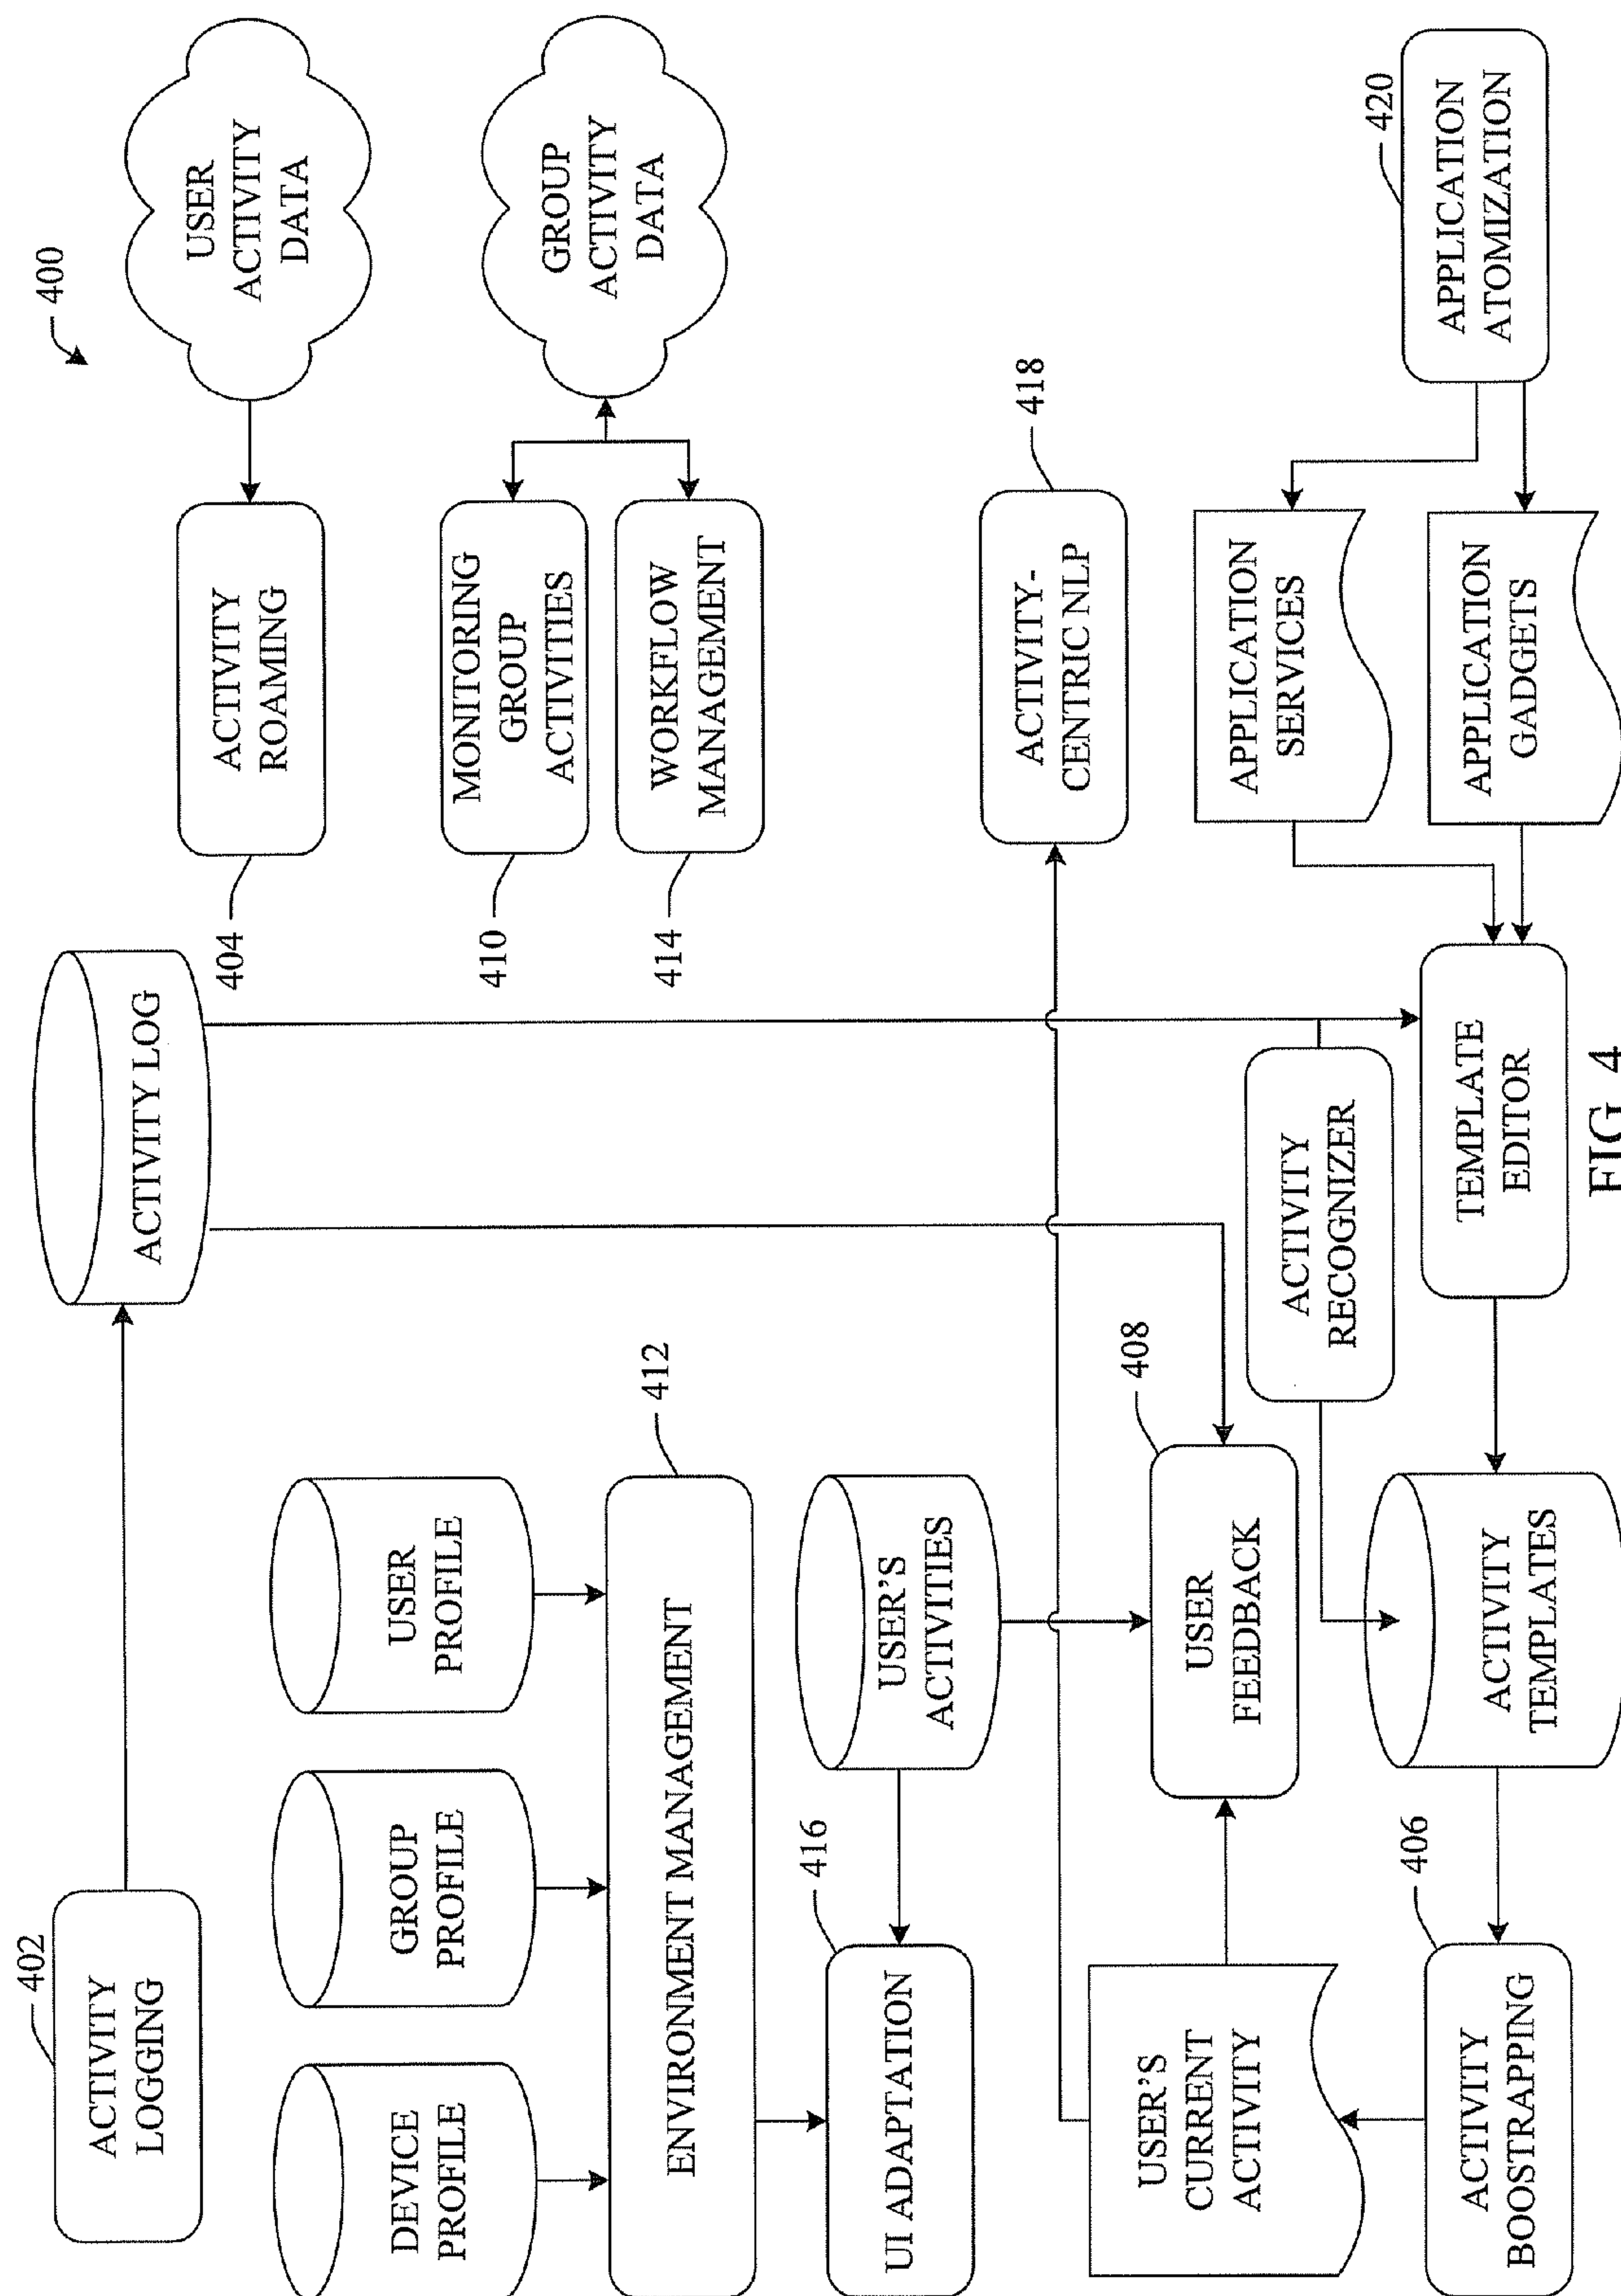 400
402
ACTIVITY
LOGGING
ACTIVITY LOG
USER
ACTIVITY
DATA
404
ACTIVITY
ROAMING
DEVICE
PROFILE
GROUP
PROFILE
USER
PROFILE
410
MONITORING
GROUP
ACTIVITIES
GROUP
ACTIVITY
DATA
412
ENVIRONMENT MANAGEMENT
414
WORKFLOW
MANAGEMENT
416
UI ADAPTATION
USER'S
ACTIVITIES
418
ACTIVITY-
CENTRIC NLP
USER'S
CURRENT
ACTIVITY
408
USER
FEEDBACK
ACTIVITY
RECOGNIZER
APPLICATION
SERVICES
420
APPLICATION
ATOMIZATION
406
ACTIVITY
BOOSTRAPPING
ACTIVITY
TEMPLATES
TEMPLATE
EDITOR
APPLICATION
GADGETS
FIG. 4